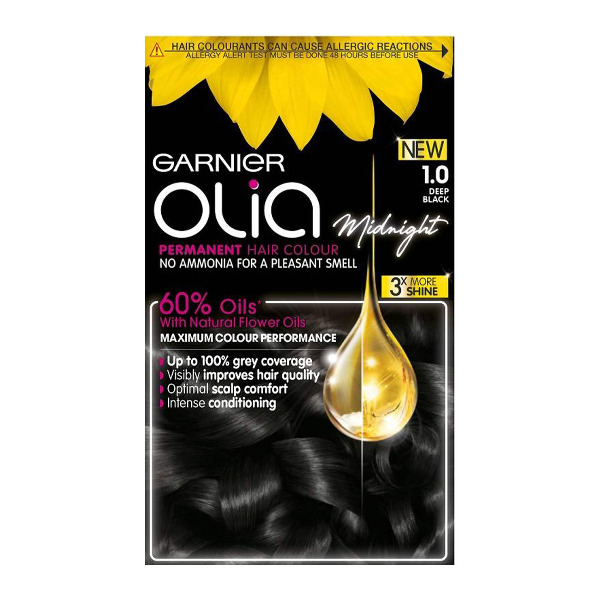 HAIR COLOURANTS CAN CAUSE ALLERGIC REACTIONS
ALLERGY ALERT TEST MUST BE DONE 48 HOURS BEFORE USE
NEW
GARNIER
1.0
DEEP
BLACK
OLIA
Midnight
PERMANENT HAIR COLOUR
NO AMMONIA FOR A PLEASANT SMELL
3X MORE
SHINE
60% Oils*
With Natural Flower Oils
MAXIMUM COLOUR PERFORMANCE
Up to 100% grey coverage
Visibly improves hair quality
Optimal scalp comfort
Intense conditioning